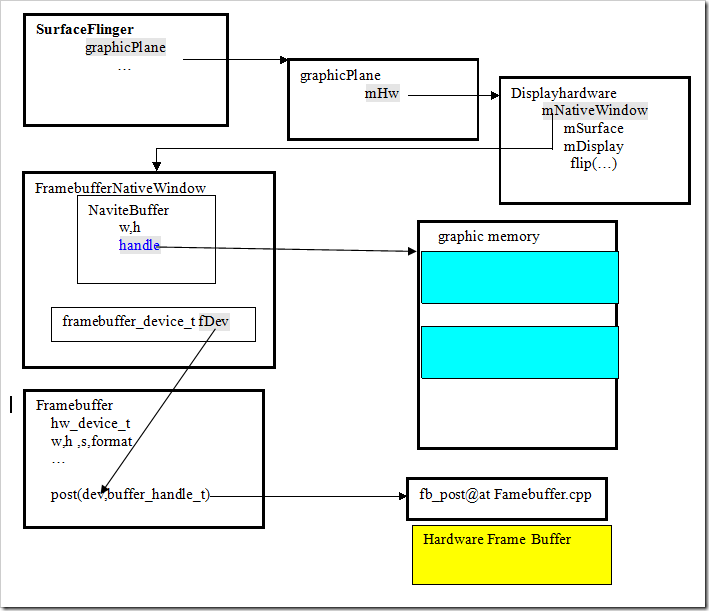 SurfaceFlinger
graphicPlane
…
graphicPlane
mHw
Displayhardware
mNativeWindow
mSurface
mDisplay
flip(…)
FramebufferNativeWindow
NaviteBuffer
w,h
handle
framebuffer_device_t fDev
graphic memory
Framebuffer
hw_device_t
w,h ,s,format
…
post(dev,buffer_handle_t)
fb_post@at Famebuffer.cpp
Hardware Frame Buffer